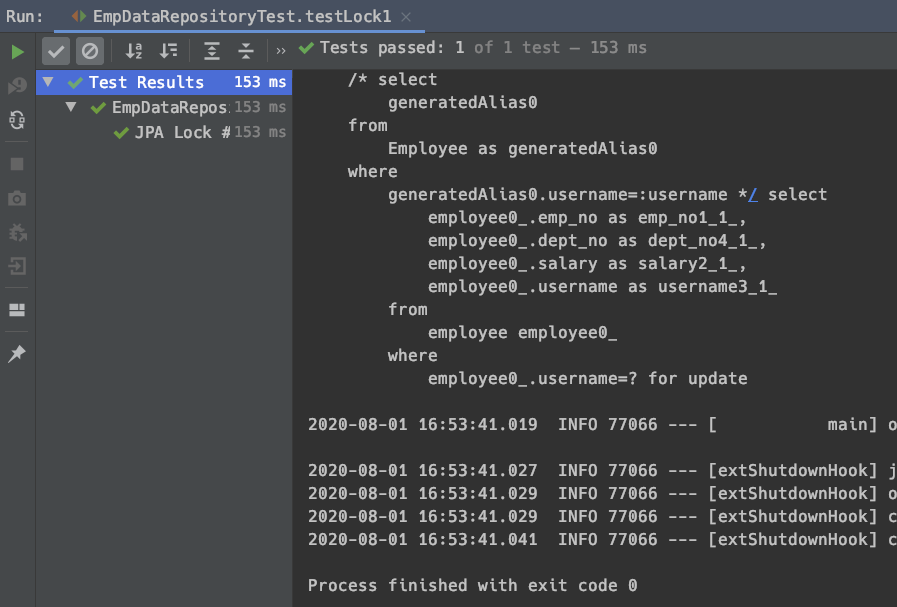 Run: EmpDataRepositoryTest.testLock1 ×
›› Tests passed: 1 of 1 test – 153 ms
Test Results 153 ms
EmpDataRepos 153 ms
JPA Lock # 153 ms
/* select
generatedAlias0
from
Employee as generatedAlias0
where
generatedAlias0.username=:username */ select
employee0_.emp_no as emp_no1_1_,
employee0_.dept_no as dept_no4_1_,
employee0_.salary as salary2_1_,
employee0_.username as username3_1_
from
employee employee0_
where
employee0_.username=? for update
2020-08-01 16:53:41.019  INFO 77066 --- [           main] o
2020-08-01 16:53:41.027  INFO 77066 --- [extShutdownHook] j
2020-08-01 16:53:41.029  INFO 77066 --- [extShutdownHook] o
2020-08-01 16:53:41.029  INFO 77066 --- [extShutdownHook] c
2020-08-01 16:53:41.041  INFO 77066 --- [extShutdownHook] c
Process finished with exit code 0